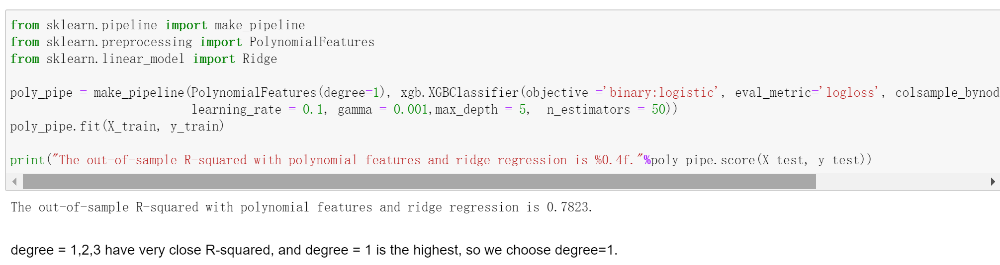 from sklearn.pipeline import make_pipeline
from sklearn.preprocessing import PolynomialFeatures
from sklearn.linear_model import Ridge
poly_pipe = make_pipeline(PolynomialFeatures(degree=1), xgb.XGBClassifier(objective ='binary:logistic', eval_metric='logloss', colsample_bynod
learning_rate = 0.1, gamma = 0.001,max_depth = 5, n_estimators = 50))
poly_pipe.fit(X_train, y_train)
print("The out-of-sample R-squared with polynomial features and ridge regression is %0.4f."%poly_pipe.score(X_test, y_test))
The out-of-sample R-squared with polynomial features and ridge regression is 0.7823.
degree = 1,2,3 have very close R-squared, and degree = 1 is the highest, so we choose degree=1.